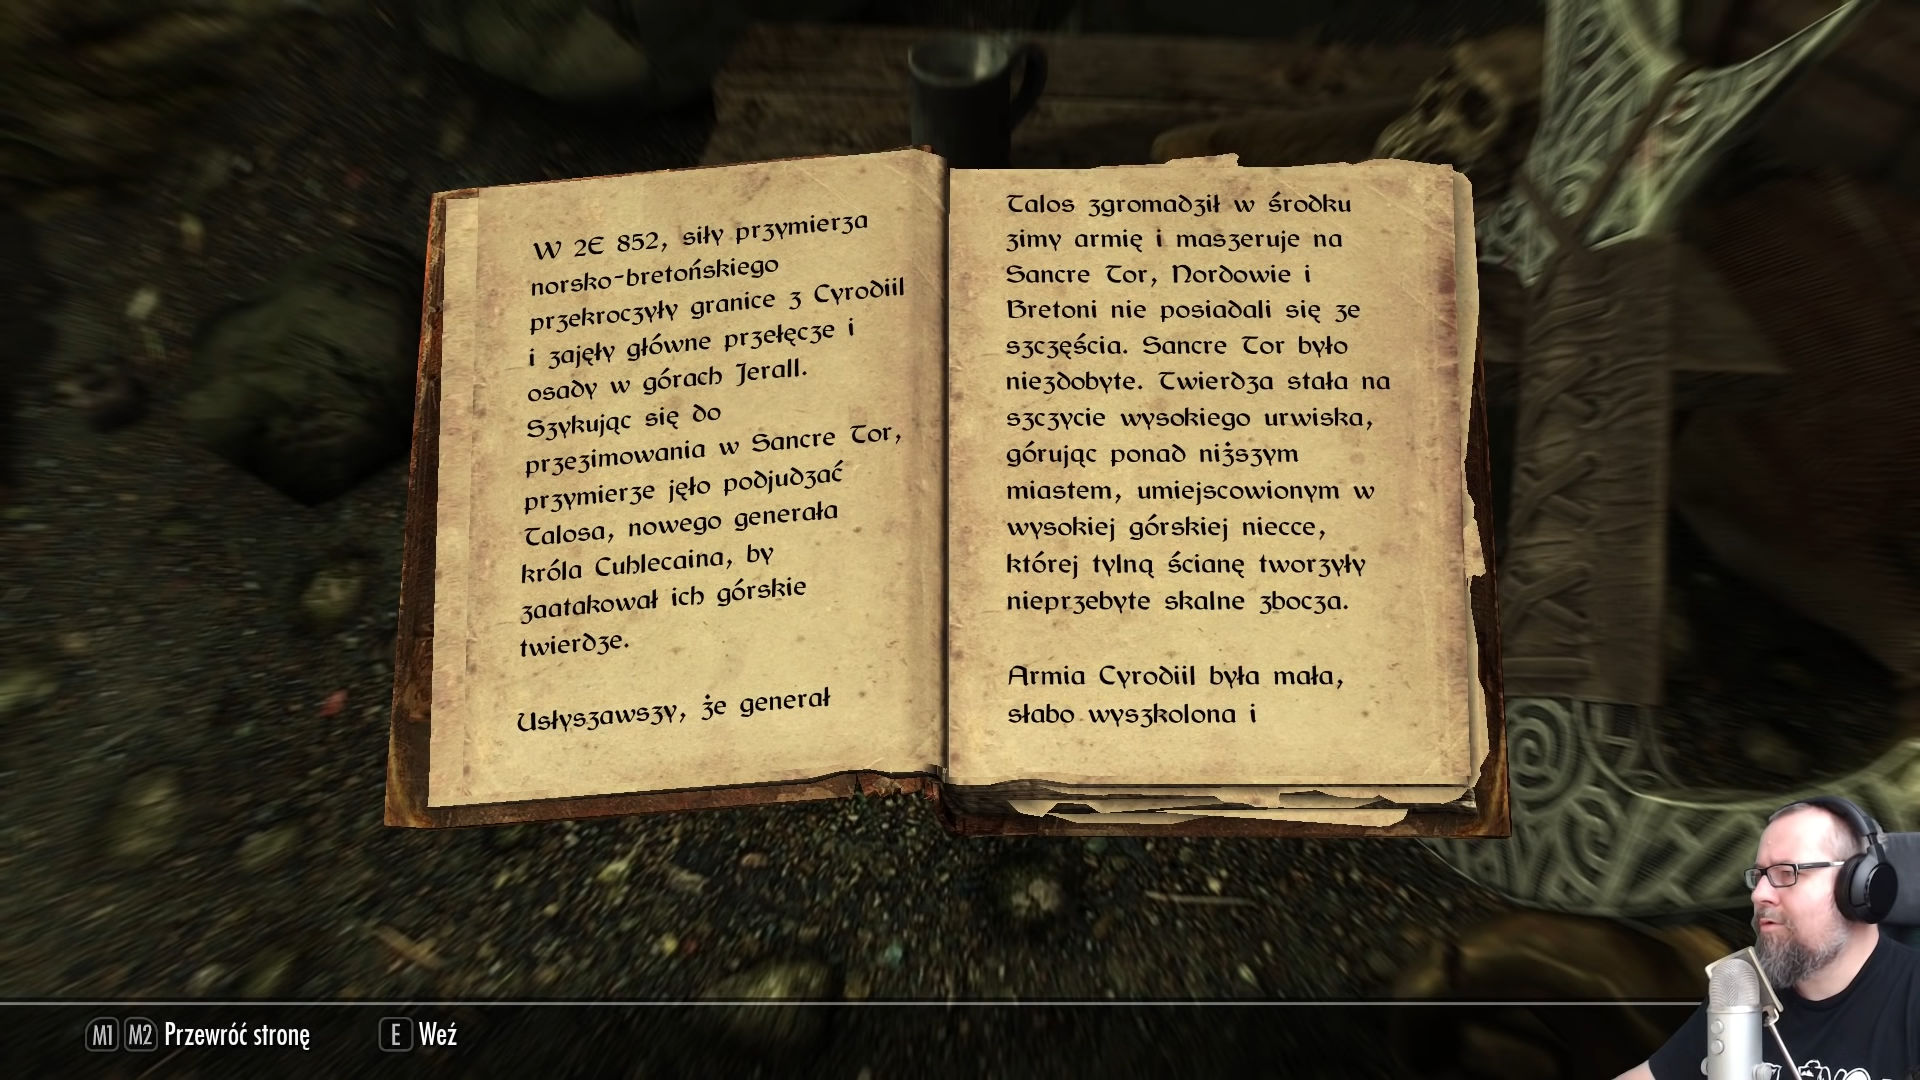 W 2E 852, siły przymierza
norsko-bretońskiego
przekroczyły granice z Cyrodiil
i zajęły główne przełęcze i
osady w górach Jerall.
Szykując się do
przezimowania w Sancre Tor,
przymierze jęło podjudzać
Talosa, nowego generała
króla Cuhlecaina, by
zaatakował ich górskie
twierdze.
Usłyszawszy, że generał
Talos zgromadził w środku
zimy armię i maszeruje na
Sancre Tor, Nordowie i
Bretoni nie posiadali się ze
szczęścia. Sancre Tor było
niezdobyte. Twierdza stała na
szczycie wysokiego urwiska,
górując ponad niższym
miastem, umiejscowionym w
wysokiej górskiej niecce,
której tylną ścianę tworzyły
nieprzebyte skalne zbocza.
Armia Cyrodiil była mała,
słabo wyszkolona i
M1 M2 Przewróć stronę
E Weź